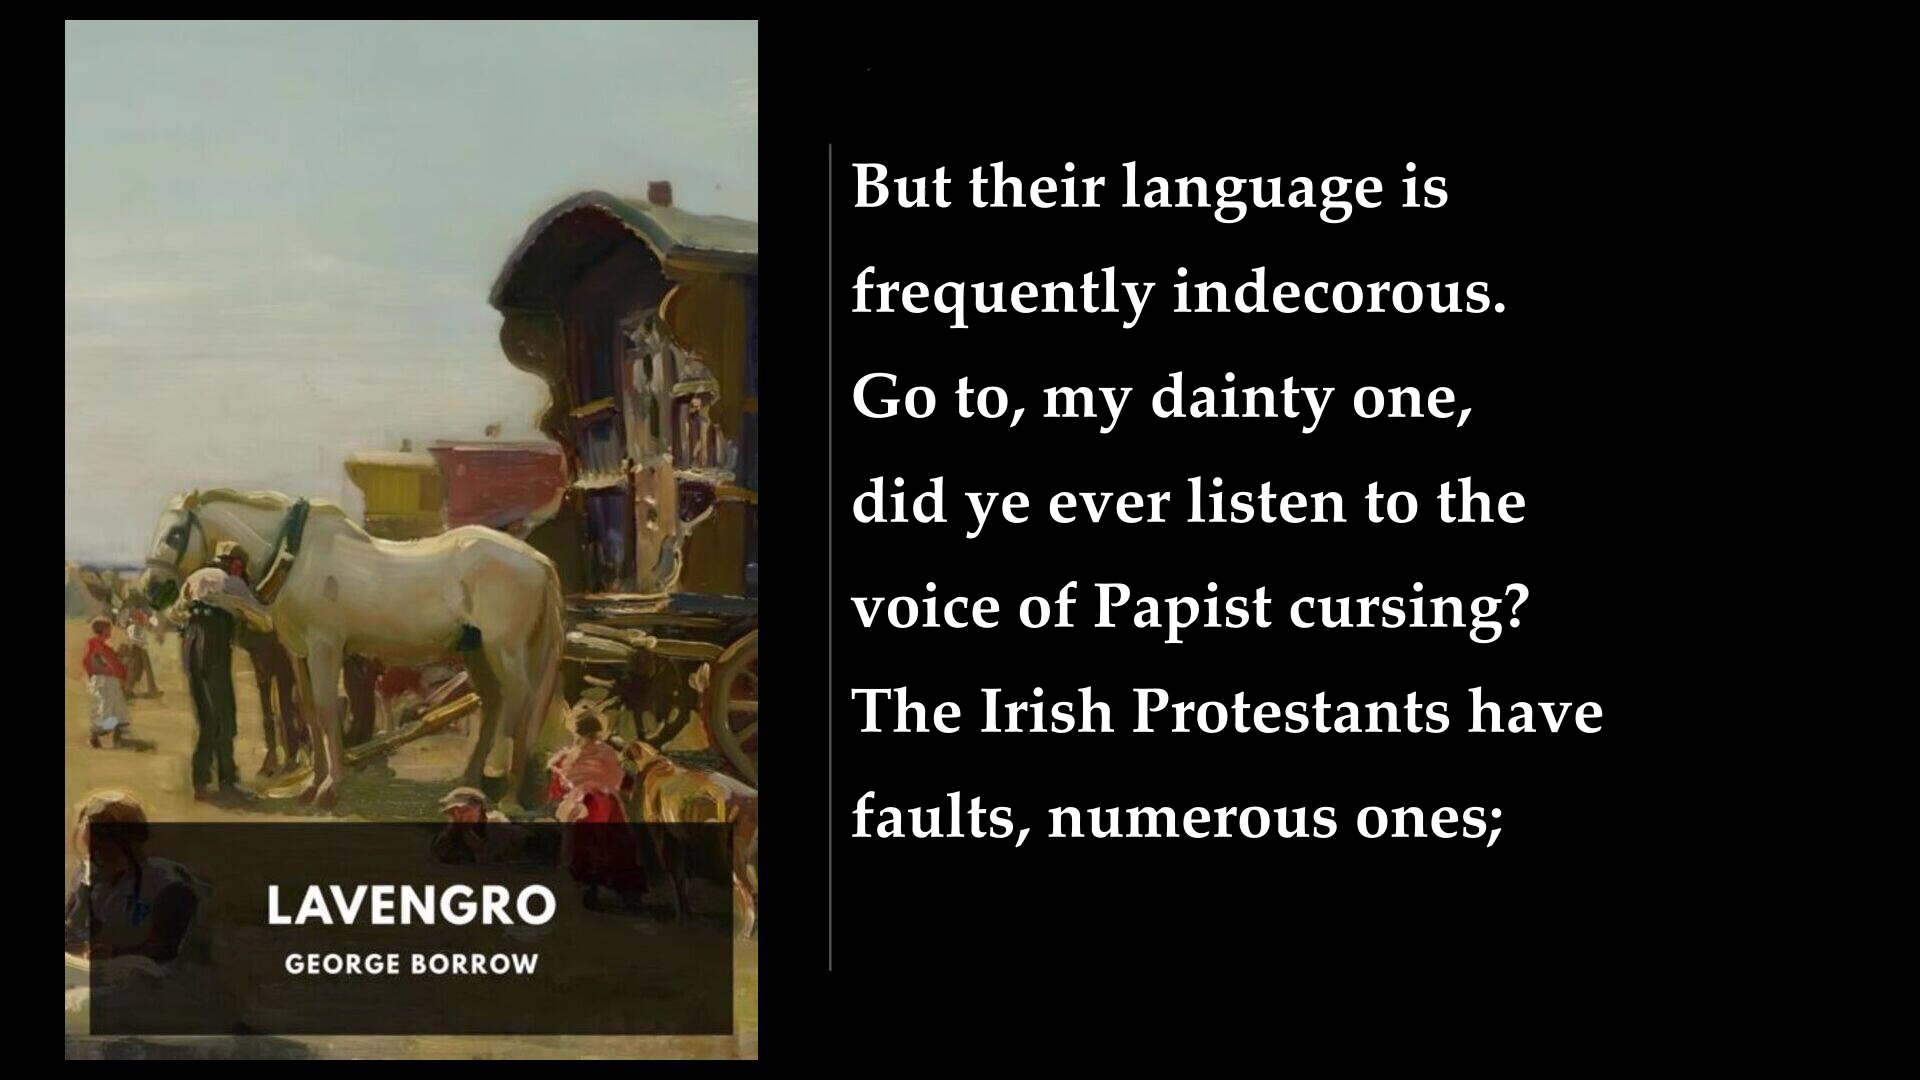 LAVENGRO
GEORGE BORROW
But their language is
frequently indecorous.
Go to, my dainty one,
did ye ever listen to the
voice of Papist cursing?
The Irish Protestants have
faults, numerous ones;